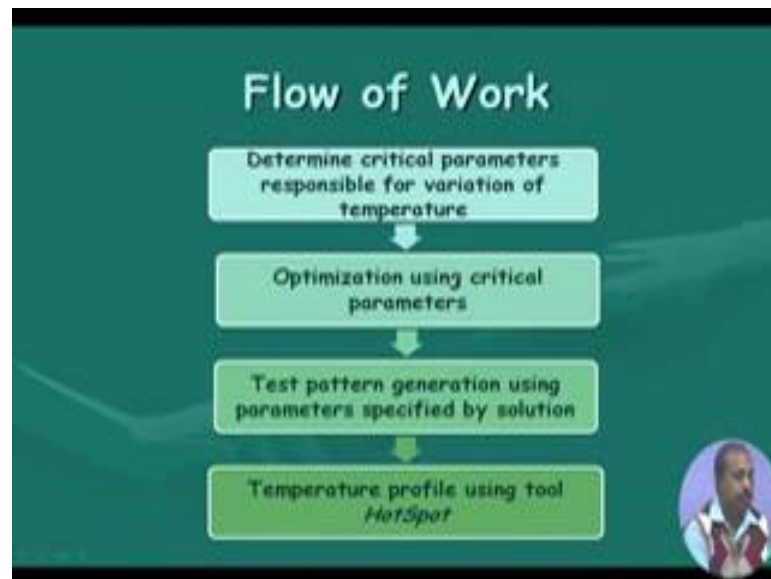 Flow of Work
Determine critical parameters
responsible for variation of
temperature
Optimization using critical
parameters
Test pattern generation using
parameters specified by solution
Temperature profile using tool
HotSpot